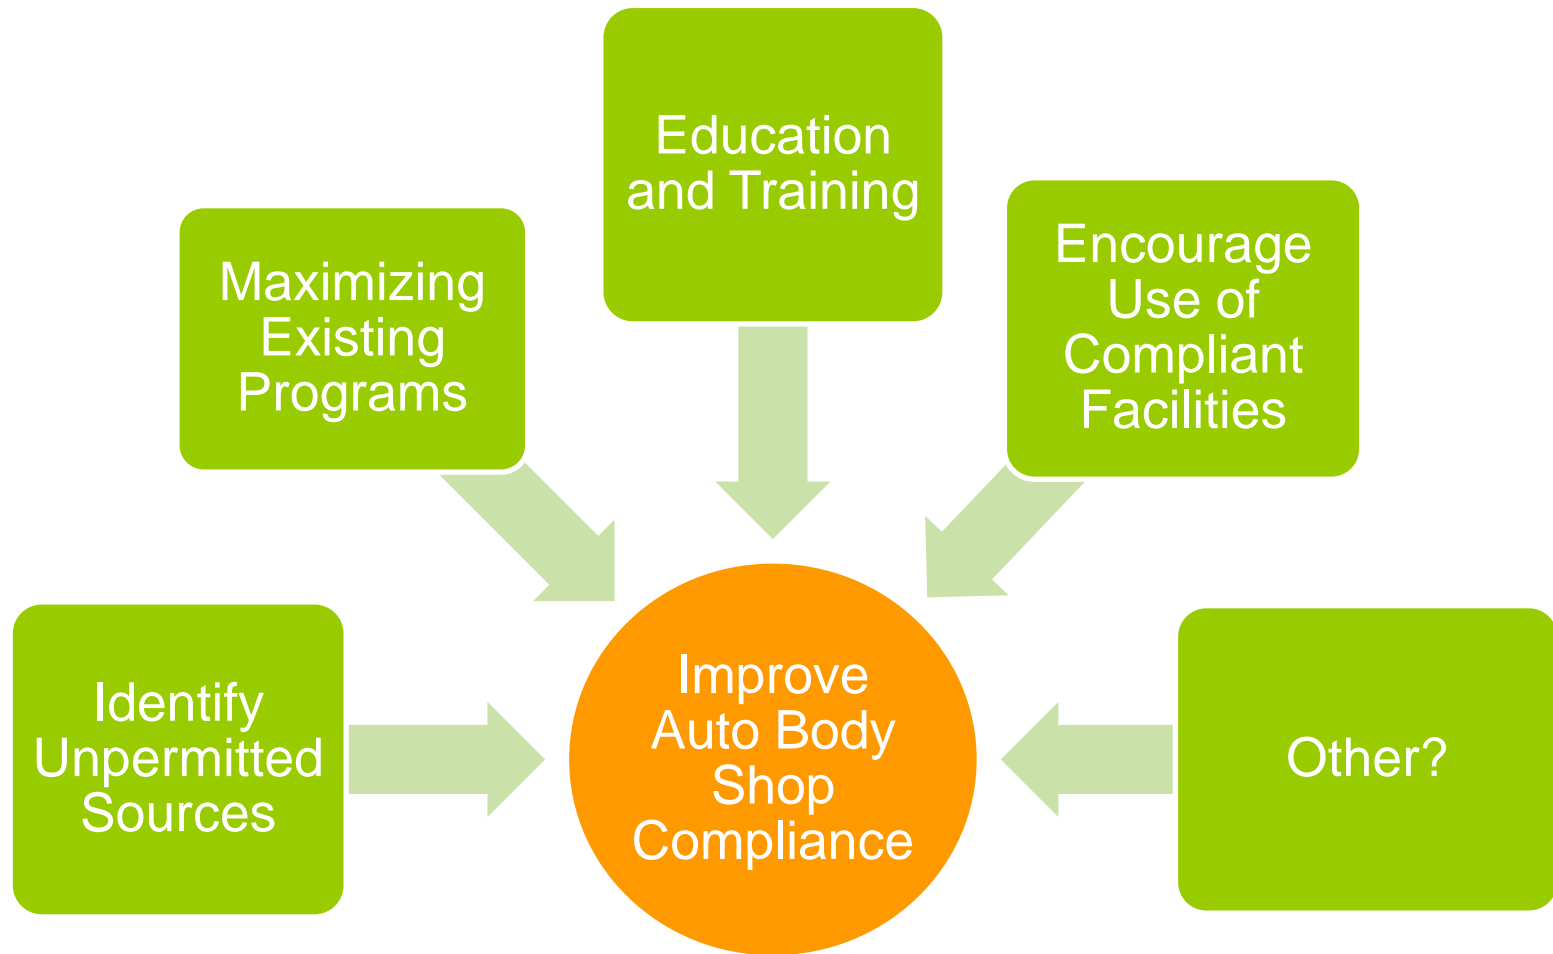 Education
and Training
Maximizing
Existing
Programs
Encourage
Use of
Compliant
Facilities
Identify
Unpermitted
Sources
Improve
Auto Body
Shop
Compliance
Other?